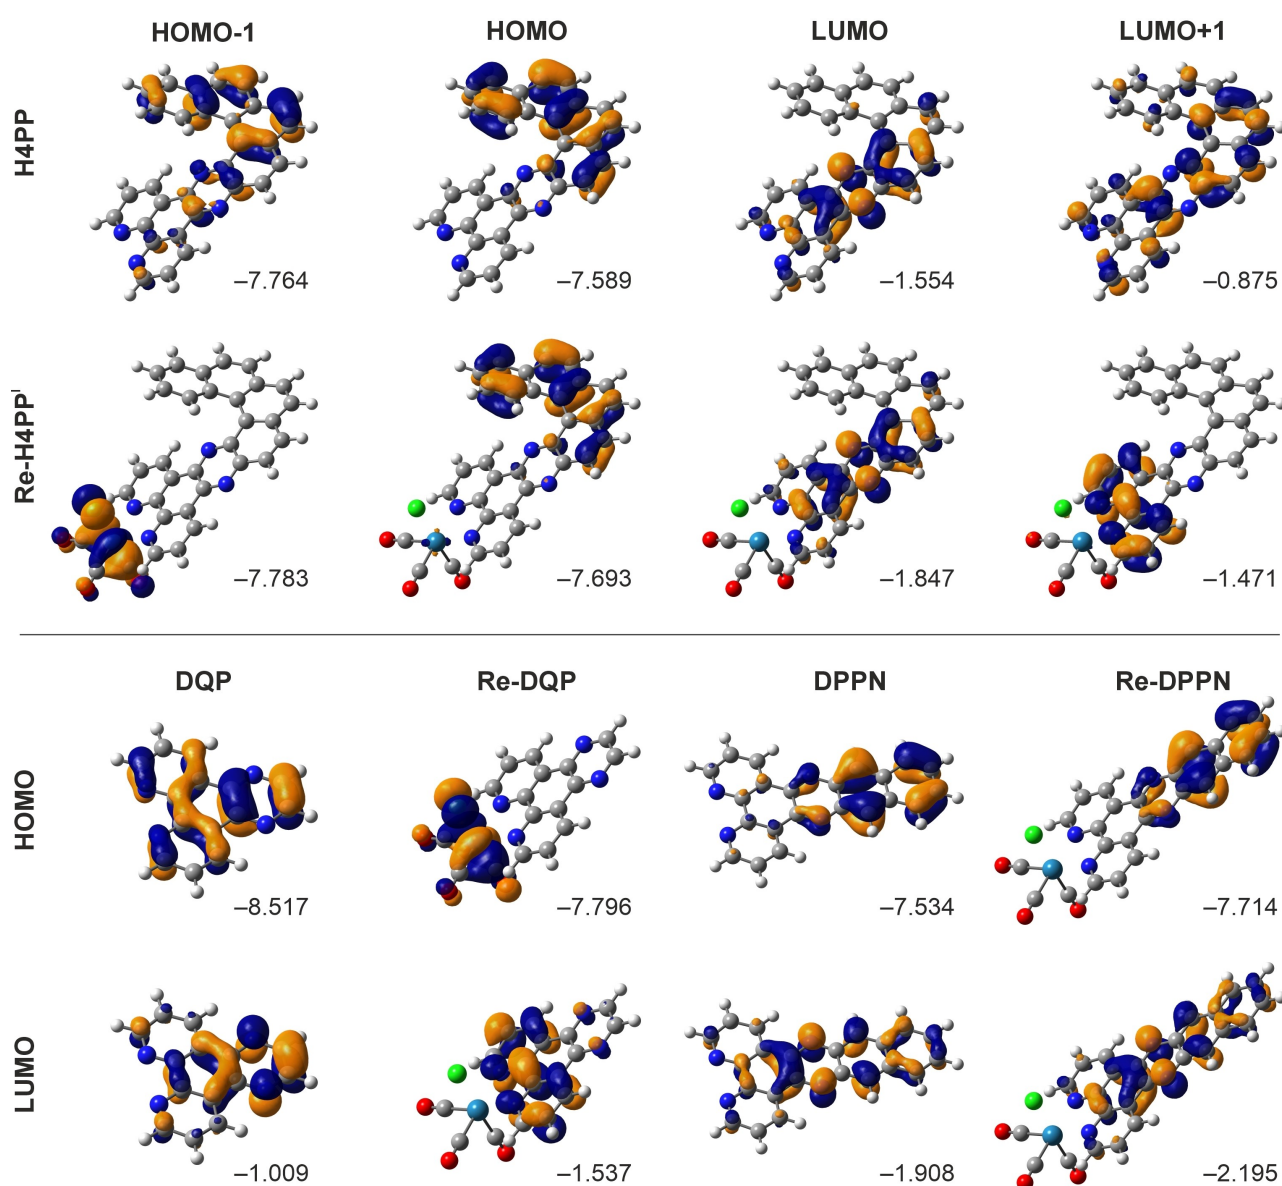 HOMO-1 HOMO LUMO LUMO+1
H4PP
–7.764 –7.589 –1.554 –0.875
Re-H4PPᴵ
–7.783 –7.693 –1.847 –1.471
DQP Re-DQP DPPN Re-DPPN
HOMO
–8.517 –7.796 –7.534 –7.714
LUMO
–1.009 –1.537 –1.908 –2.195